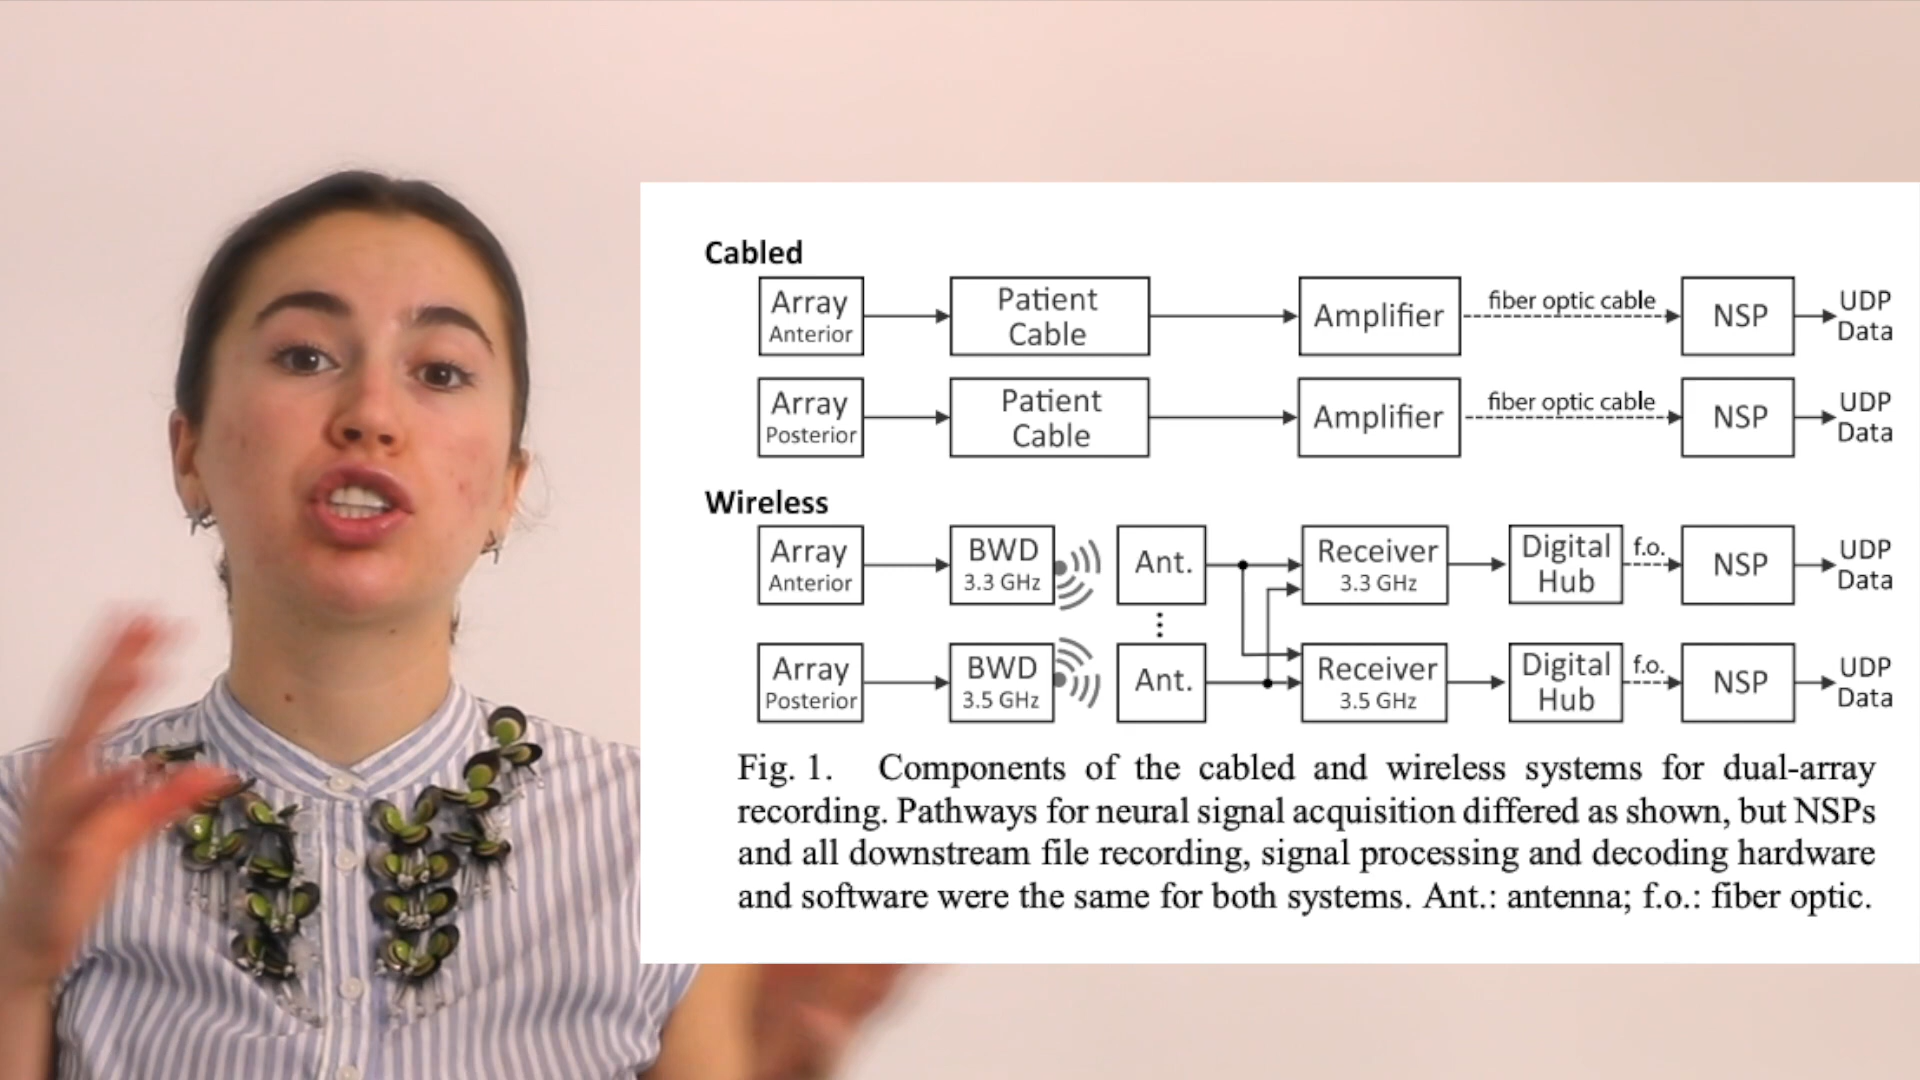 Cabled
Array Anterior
Patient Cable
Amplifier
fiber optic cable
NSP
UDP Data
Array Posterior
Patient Cable
Amplifier
fiber optic cable
NSP
UDP Data
Wireless
Array Anterior
BWD 3.3 GHz
Ant.
Receiver 3.3 GHz
Digital Hub
f.o.
NSP
UDP Data
Array Posterior
BWD 3.5 GHz
Ant.
Receiver 3.5 GHz
Digital Hub
f.o.
NSP
UDP Data
Fig. 1. Components of the cabled and wireless systems for dual-array
recording. Pathways for neural signal acquisition differed as shown, but NSPs
and all downstream file recording, signal processing and decoding hardware
and software were the same for both systems. Ant.: antenna; f.o.: fiber optic.